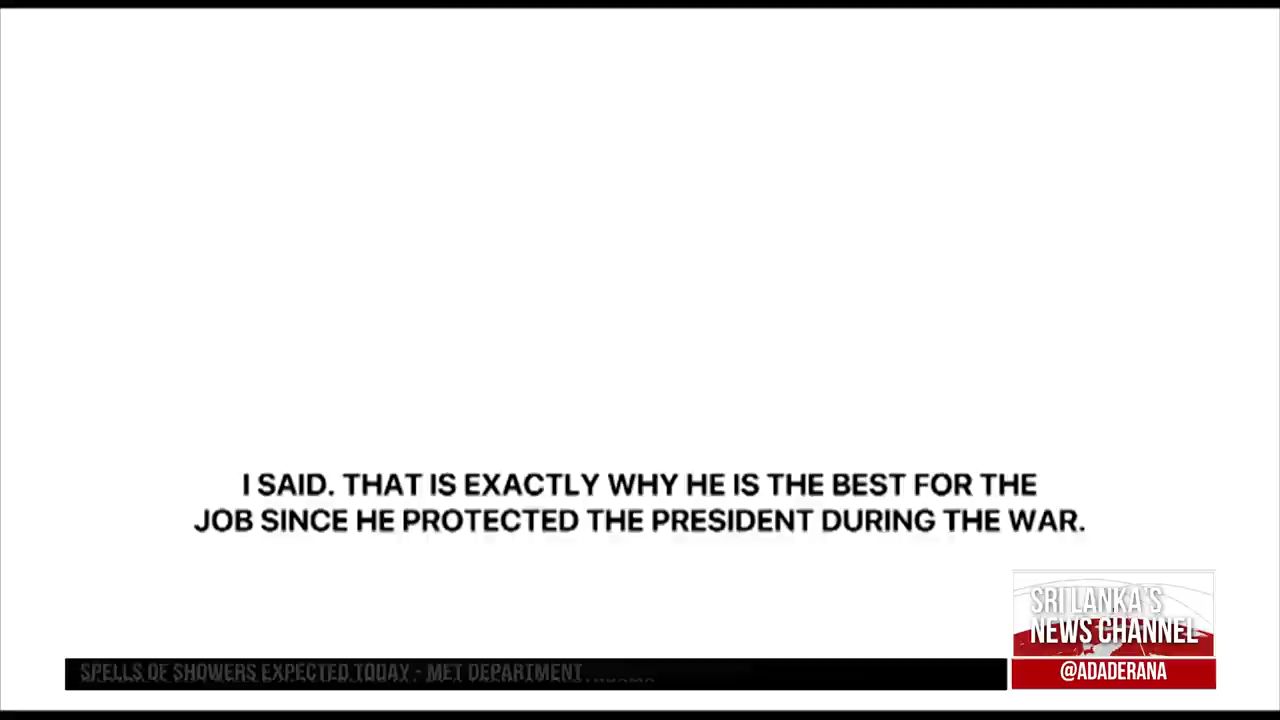 I SAID. THAT IS EXACTLY WHY HE IS THE BEST FOR THE
JOB SINCE HE PROTECTED THE PRESIDENT DURING THE WAR.
SRI LANKA'S
NEWS CHANNEL
@ADADERANA
SPELLS OF SHOWERS EXPECTED TODAY - MET DEPARTMENT